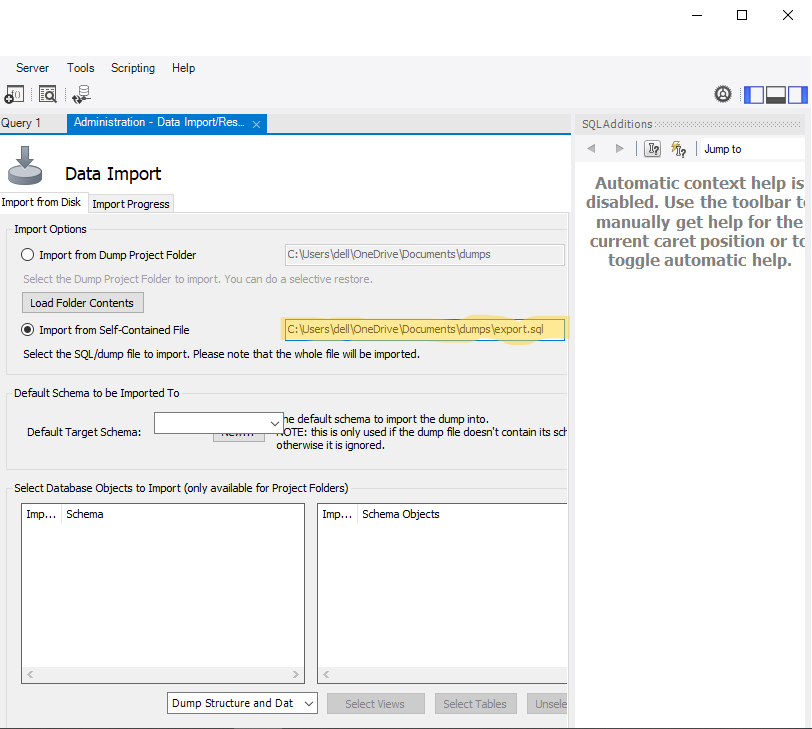 Server Tools Scripting Help
Query 1
Administration - Data Import/Res...
SQLAdditions
Jump to
Data Import
Import from Disk
Import Progress
Automatic context help is
disabled. Use the toolbar to
manually get help for the
current caret position or to
toggle automatic help.
Import Options
Import from Dump Project Folder
C:\Users\dell\OneDrive\Documents\dumps
Select the Dump Project Folder to import. You can do a selective restore.
Load Folder Contents
Import from Self-Contained File
C:\Users\dell\OneDrive\Documents\dumps\export.sql
Select the SQL/dump file to import. Please note that the whole file will be imported.
Default Schema to be Imported To
Default Target Schema:
he default schema to import the dump into.
NOTE: this is only used if the dump file doesn't contain its sch
otherwise it is ignored.
Select Database Objects to Import (only available for Project Folders)
Imp... Schema
Imp... Schema Objects
Dump Structure and Dat
Select Views
Select Tables
Unsele